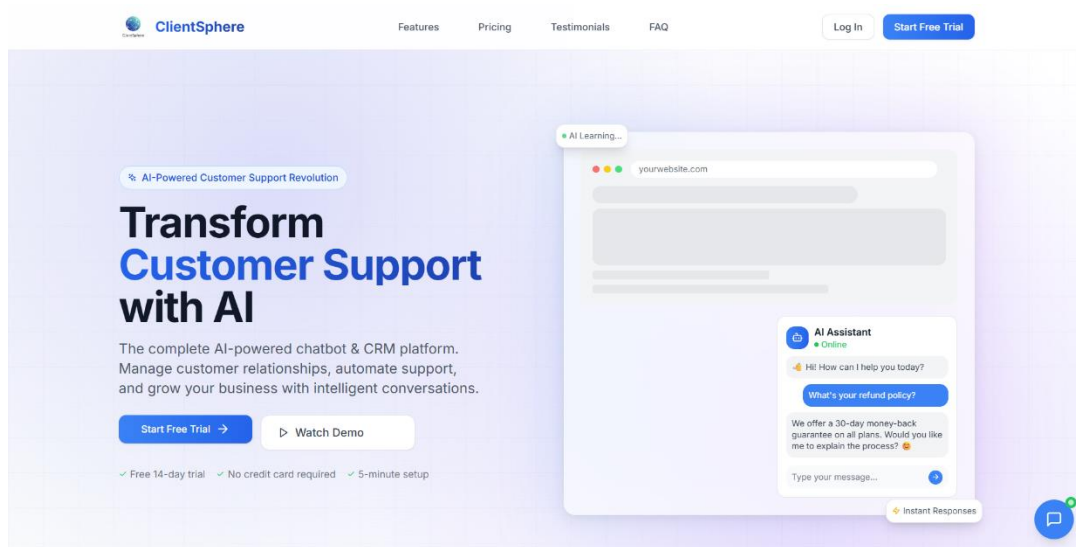 ClientSphere
Features
Pricing
Testimonials
FAQ
Log In
Start Free Trial
AI-Powered Customer Support Revolution
Transform
Customer Support
with AI
The complete AI-powered chatbot & CRM platform.
Manage customer relationships, automate support,
and grow your business with intelligent conversations.
Start Free Trial →
Watch Demo
✓ Free 14-day trial ✓ No credit card required ✓ 5-minute setup
AI Learning...
yourwebsite.com
AI Assistant
Online
👋 Hi! How can I help you today?
What's your refund policy?
We offer a 30-day money-back
guarantee on all plans. Would you like
me to explain the process? 😊
Type your message...
Instant Responses